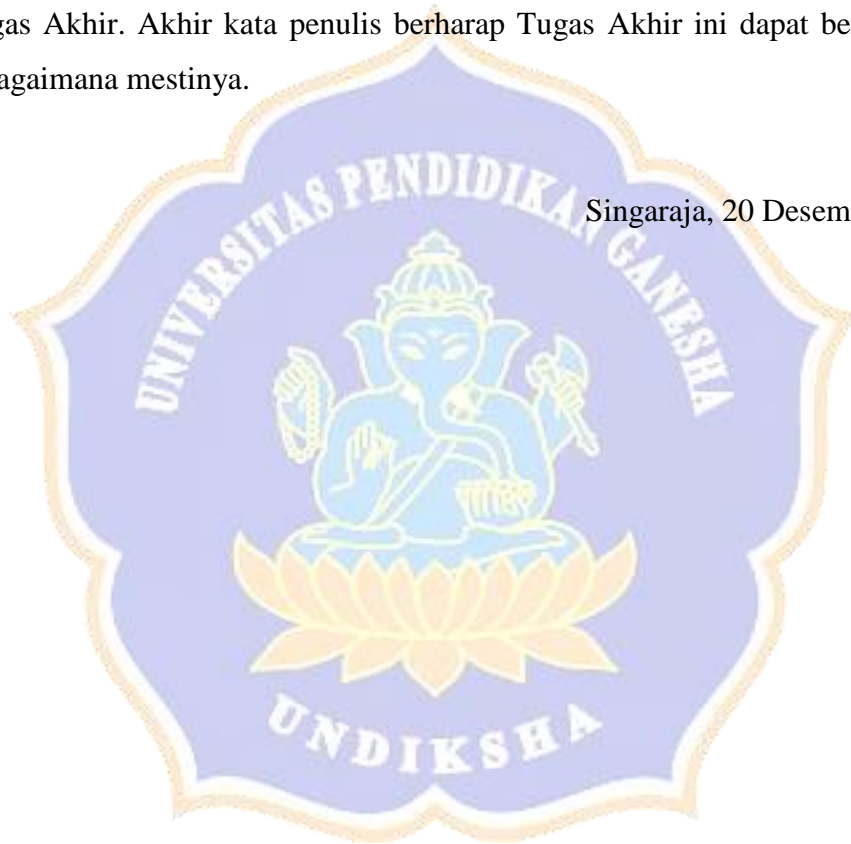 gas Akhir. Akhir kata penulis berharap Tugas Akhir ini dapat be
bagaimana mestinya.
Singaraja, 20 Desem
UNIVERSITAS PENDIDIKAN GANESHA
UNDIKSHA